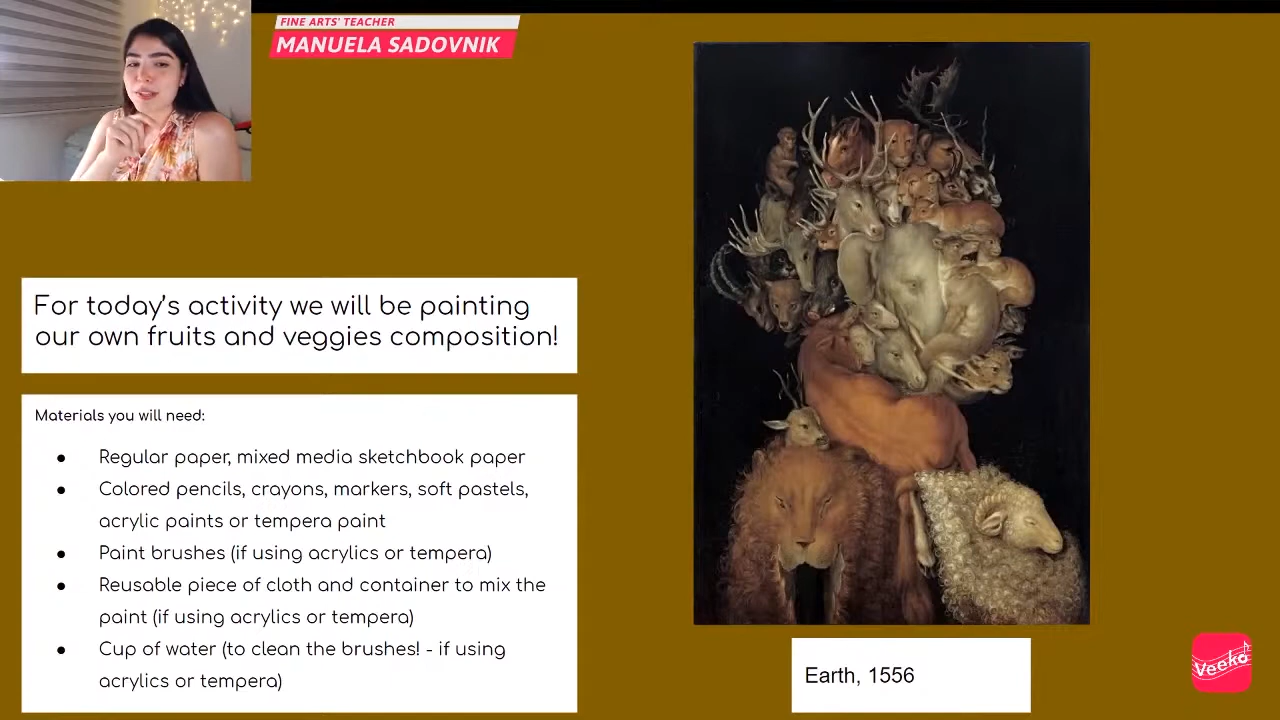 FINE ARTS' TEACHER
MANUELA SADOVNIK
For today's activity we will be painting
our own fruits and veggies composition!
Materials you will need:
● Regular paper, mixed media sketchbook paper
● Colored pencils, crayons, markers, soft pastels,
acrylic paints or tempera paint
● Paint brushes (if using acrylics or tempera)
● Reusable piece of cloth and container to mix the
paint (if using acrylics or tempera)
● Cup of water (to clean the brushes! - if using
acrylics or tempera)
Earth, 1556
Veeko